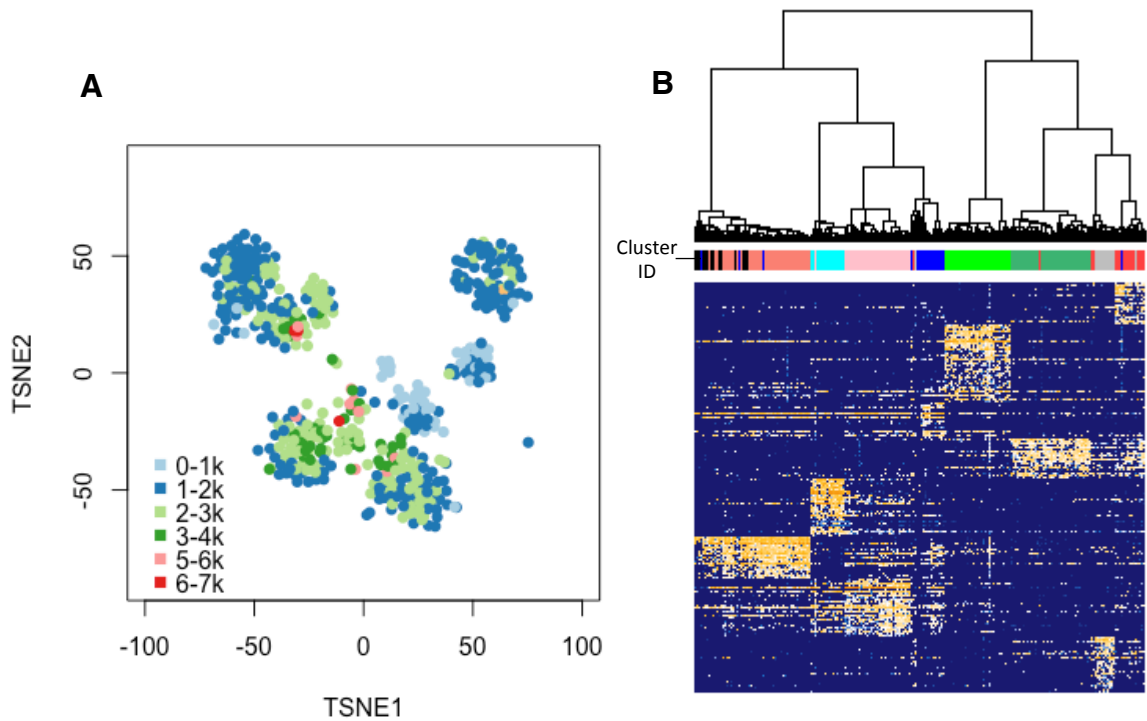 A
B
TSNE2
50
0
-50
0-1k
1-2k
2-3k
3-4k
5-6k
6-7k
-100
-50
0
50
100
TSNE1
Cluster
ID